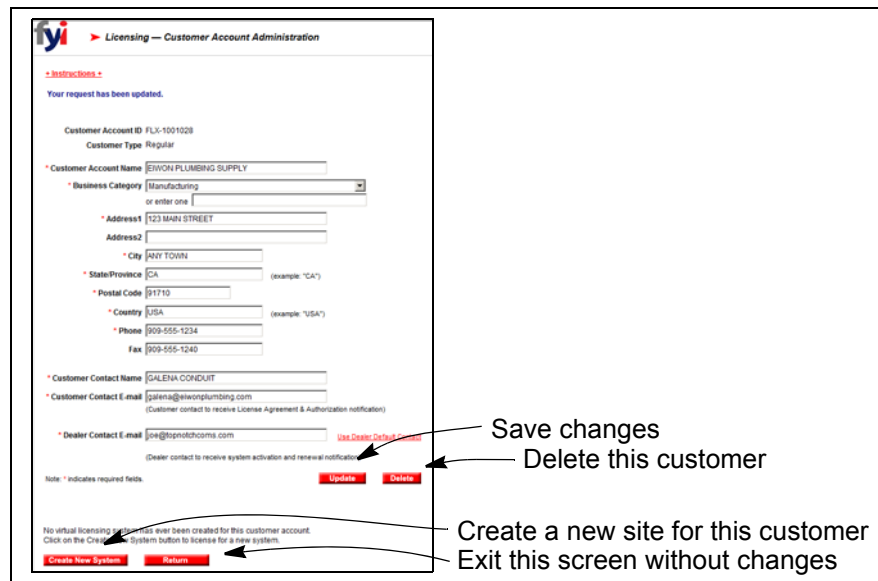 fyi
Licensing — Customer Account Administration
+ Instructions +
Your request has been updated.
Customer Account ID FLX-1001028
Customer Type Regular
* Customer Account Name EIWON PLUMBING SUPPLY
* Business Category Manufacturing
or enter one
* Address1 123 MAIN STREET
Address2
* City ANY TOWN
* State/Province CA (example: "CA")
* Postal Code 91710
* Country USA (example: "USA")
* Phone 909-555-1234
Fax 909-555-1240
* Customer Contact Name GALENA CONDUIT
* Customer Contact E-mail galena@eiwonplumbing.com
(Customer contact to receive License Agreement & Authorization notification)
* Dealer Contact E-mail joe@topnotchcoms.com Use Dealer Default Contact
Save changes
(Dealer contact to receive system activation and renewal notification)
Delete this customer
Note: * indicates required fields. Update Delete
No virtual licensing system has ever been created for this customer account.
Create a new site for this customer
Click on the Create New System button to license for a new system.
Create New System Return
Exit this screen without changes